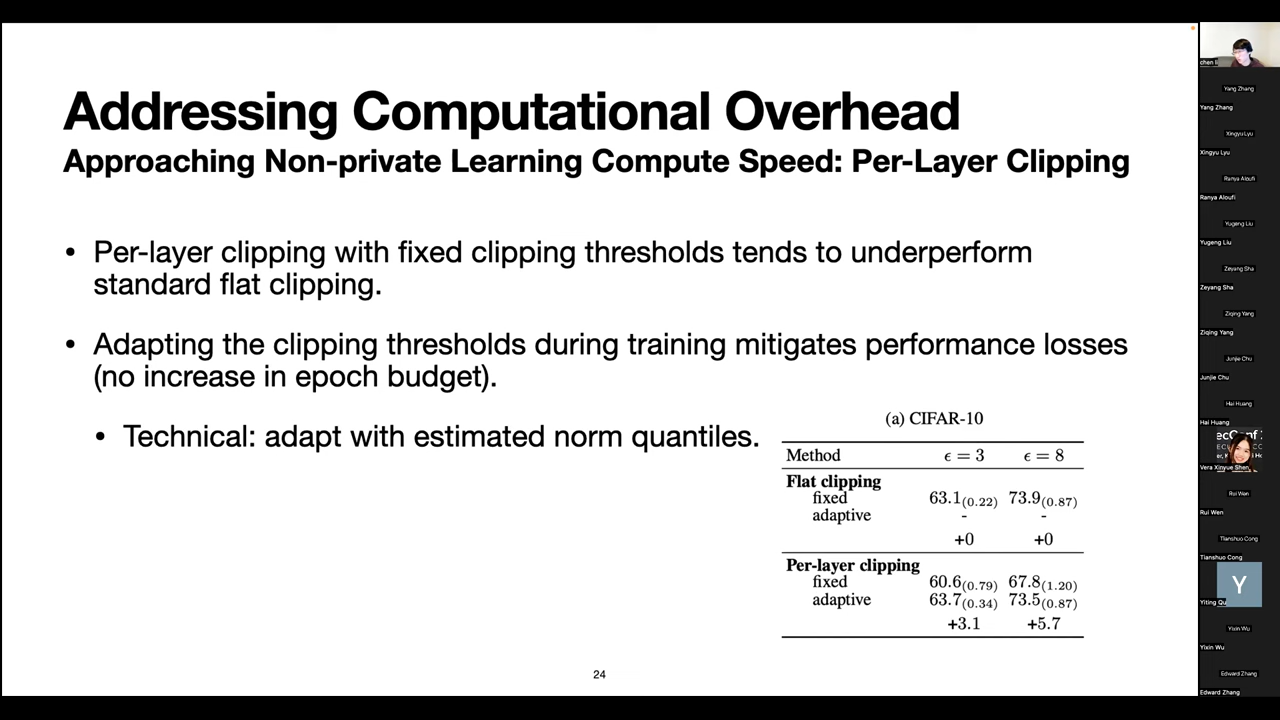 Addressing Computational Overhead
Approaching Non-private Learning Compute Speed: Per-Layer Clipping
• Per-layer clipping with fixed clipping thresholds tends to underperform
standard flat clipping.
• Adapting the clipping thresholds during training mitigates performance losses
(no increase in epoch budget).
• Technical: adapt with estimated norm quantiles.
(a) CIFAR-10
Method ϵ = 3 ϵ = 8
Flat clipping
fixed 63.1(0.22) 73.9(0.87)
adaptive - -
+0 +0
Per-layer clipping
fixed 60.6(0.79) 67.8(1.20)
adaptive 63.7(0.34) 73.5(0.87)
+3.1 +5.7
24
chen li
Yang Zhang
Yang Zhang
Xingyu Lyu
Xingyu Lyu
Ranya Aloufi
Ranya Aloufi
Yugeng Liu
Yugeng Liu
Zeyang Sha
Zeyang Sha
Ziqing Yang
Ziqing Yang
Junjie Chu
Junjie Chu
Hai Huang
Hai Huang
Vera Xinyue Shen
Rui Wen
Rui Wen
Tianshuo Cong
Tianshuo Cong
Y
Yiting Qu
Yixin Wu
Yixin Wu
Edward Zhang
Edward Zhang